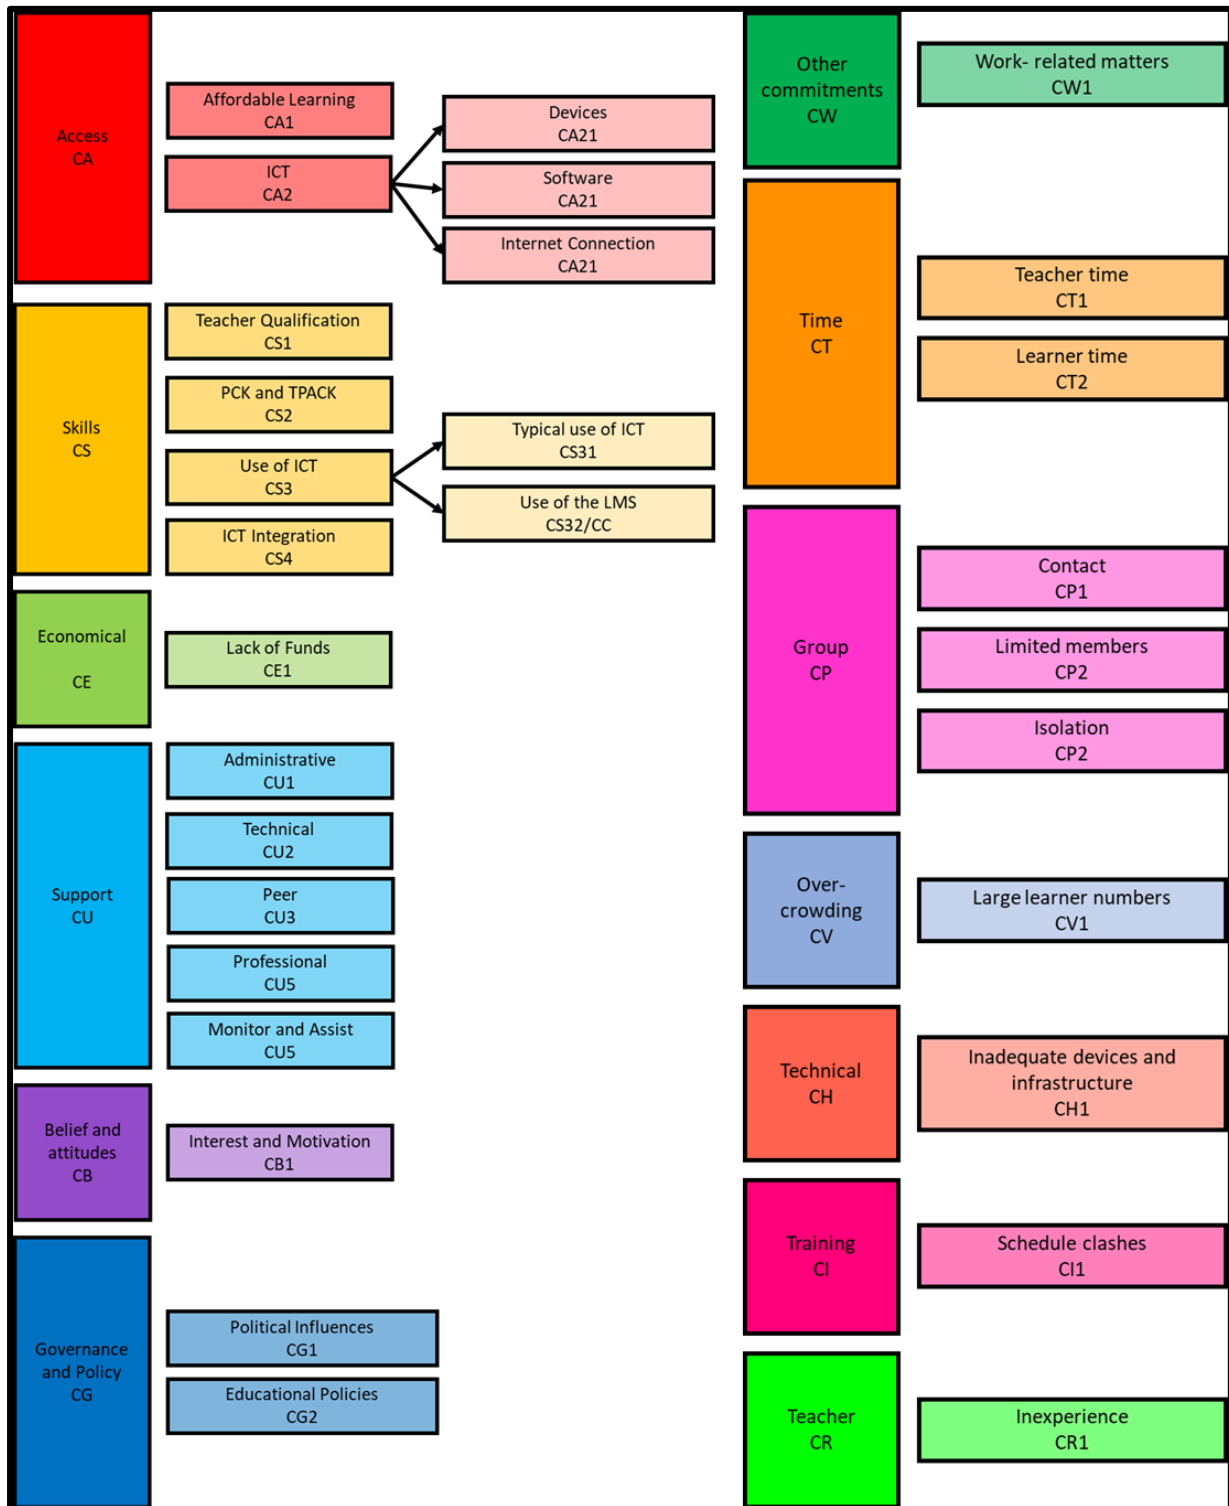 Access
CA
Affordable Learning
CA1
ICT
CA2
Devices
CA21
Software
CA21
Internet Connection
CA21
Skills
CS
Teacher Qualification
CS1
PCK and TPACK
CS2
Use of ICT
CS3
ICT Integration
CS4
Typical use of ICT
CS31
Use of the LMS
CS32/CC
Economical
CE
Lack of Funds
CE1
Support
CU
Administrative
CU1
Technical
CU2
Peer
CU3
Professional
CU5
Monitor and Assist
CU5
Belief and
attitudes
CB
Interest and Motivation
CB1
Governance
and Policy
CG
Political Influences
CG1
Educational Policies
CG2
Other
commitments
CW
Work- related matters
CW1
Time
CT
Teacher time
CT1
Learner time
CT2
Group
CP
Contact
CP1
Limited members
CP2
Isolation
CP2
Over-
crowding
CV
Large learner numbers
CV1
Technical
CH
Inadequate devices and
infrastructure
CH1
Training
CI
Schedule clashes
CI1
Teacher
CR
Inexperience
CR1